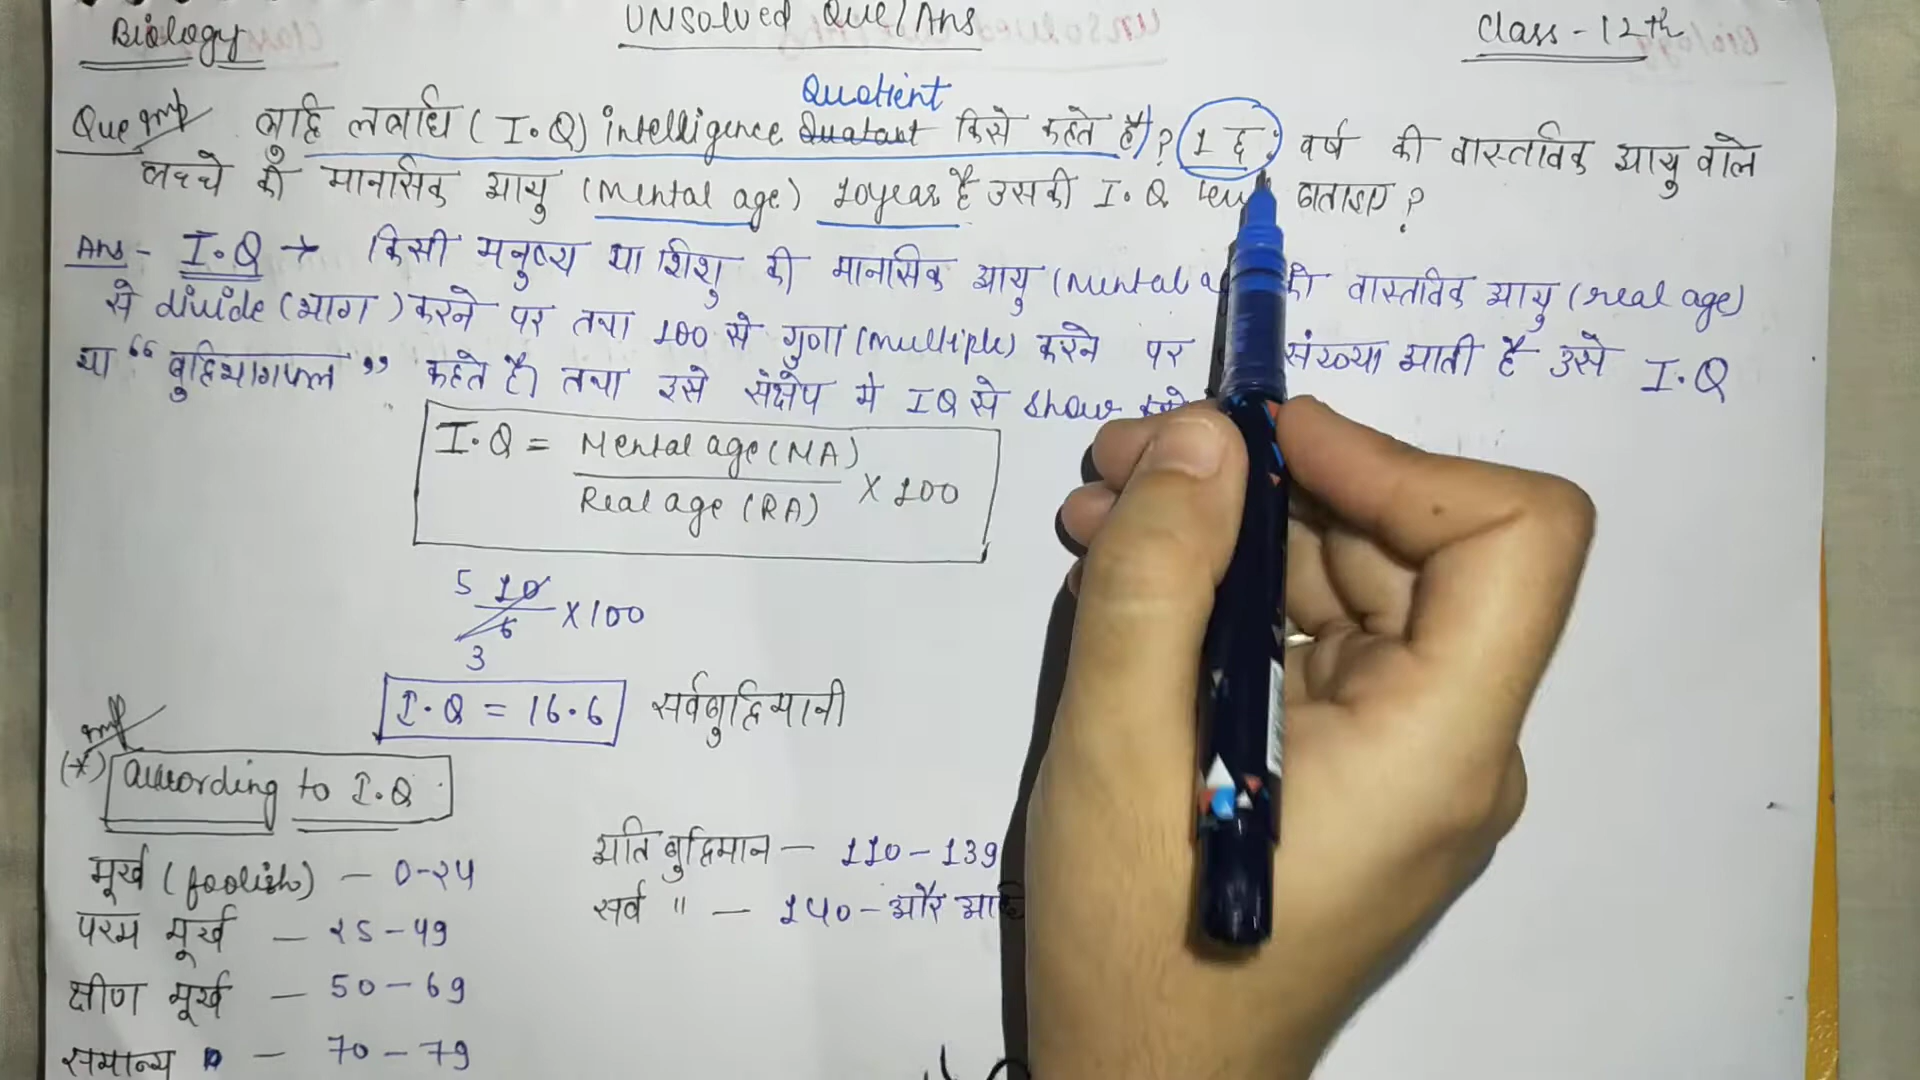 Biology
UNSolved Que/Ans
Class - 12th
Quotient
Que imp बुद्धि लब्धि (I.Q) intelligence किसे कहते है? वर्ष की वास्तविक आयु वाले
बच्चे की मानसिक आयु (Mental age) 10year है उसकी I.Q बताइए?
Ans - I.Q → किसी मनुष्य या शिशु की मानसिक आयु (Mental a की वास्तविक आयु (real age)
से divide (भाग) करने पर तथा 100 से गुणा (multiple) करने पर संख्या आती है उसे I.Q
या "बुद्धिभागफल" कहते है। तथा उसे संक्षेप मे IQ से show
I.Q = Mental age (MA)
Real age (RA) × 100
5 10
6 × 100
3
I.Q = 16.6 सर्वबुद्धिमानी
imp
(*) according to I.Q
मूर्ख (foolish) — 0-24
परम मूर्ख — 25-49
क्षीण मूर्ख — 50-69
समान्य — 70-79
अति बुद्धिमान — 110-139
सर्व " — 140 - और